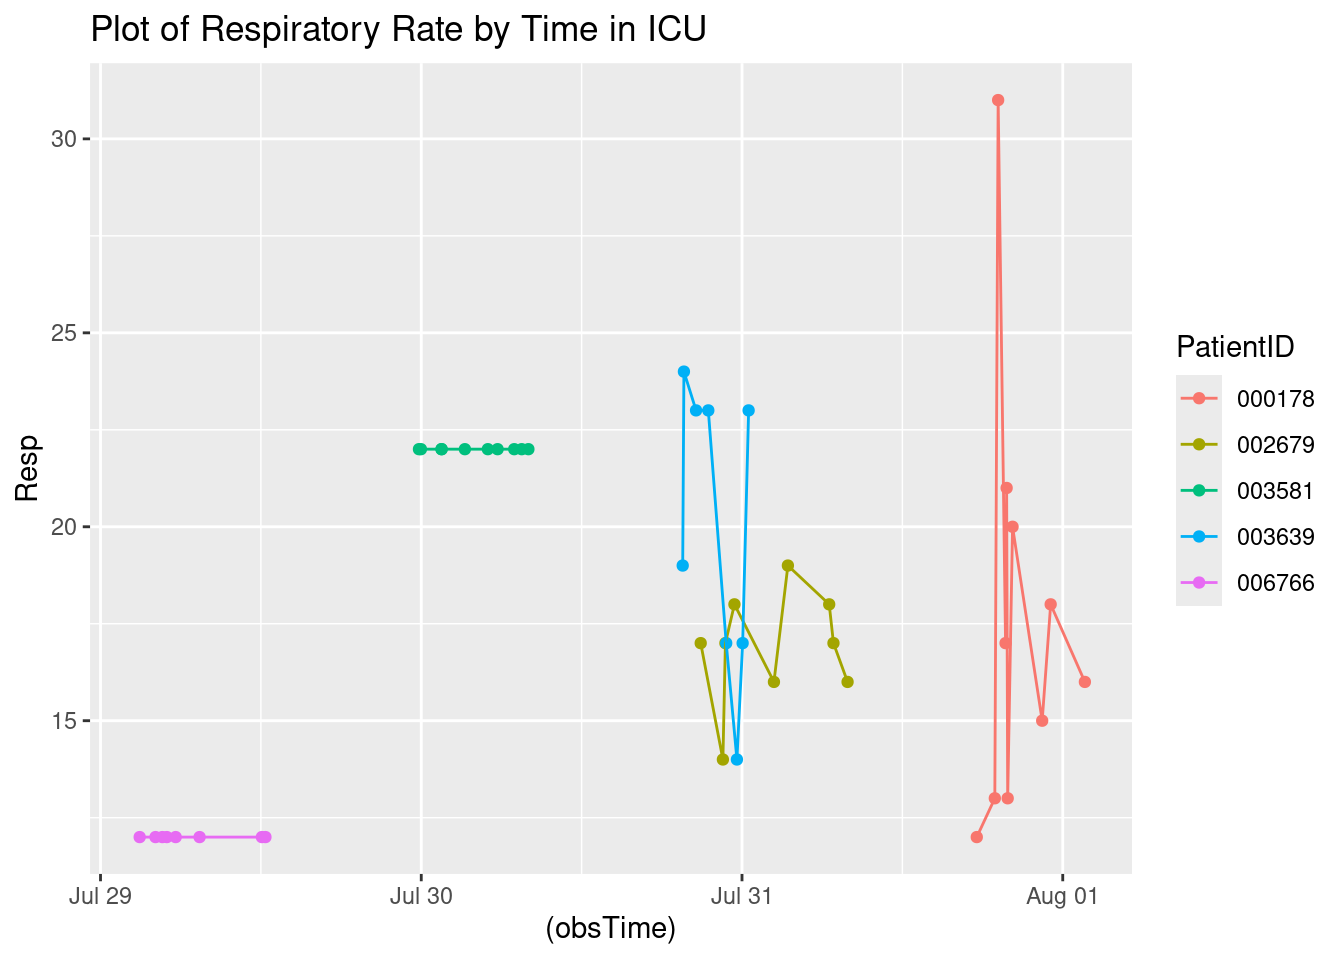 Plot of Respiratory Rate by Time in ICU
Resp
30
25
20
15
Jul 29
Jul 30
Jul 31
Aug 01
(obsTime)
PatientID
000178
002679
003581
003639
006766